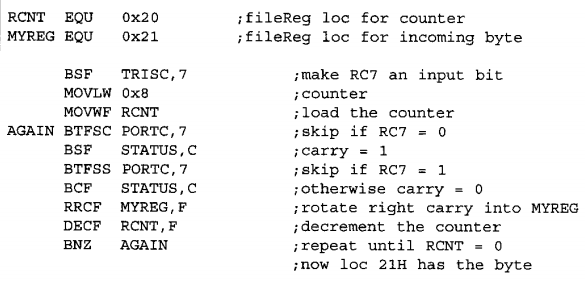 RCNT EQU 0x20 ;fileReg loc for counter
MYREG EQU 0x21 ;fileReg loc for incoming byte
BSF TRISC,7 ;make RC7 an input bit
MOVLW 0x8 ;counter
MOVWF RCNT ;load the counter
AGAIN BTFSC PORTC,7 ;skip if RC7 = 0
BSF STATUS,C ;carry = 1
BTFSS PORTC,7 ;skip if RC7 = 1
BCF STATUS,C ;otherwise carry = 0
RRCF MYREG,F ;rotate right carry into MYREG
DECF RCNT,F ;decrement the counter
BNZ AGAIN ;repeat until RCNT = 0
;now loc 21H has the byte